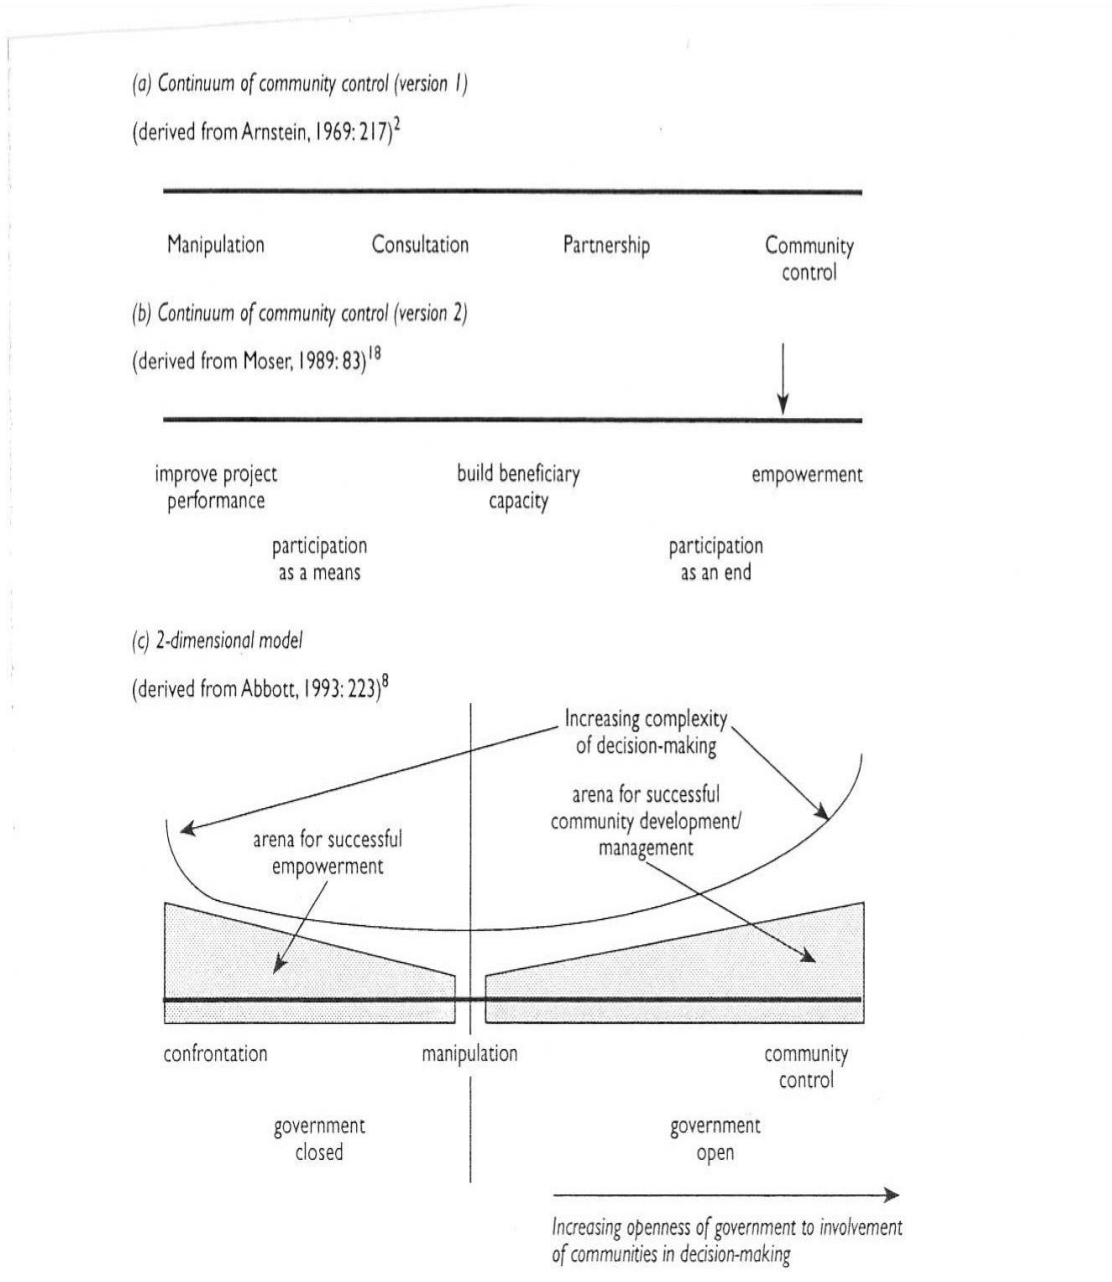 (a) Continuum of community control (version 1)
(derived from Arnstein, 1969: 217)2
Manipulation
Consultation
Partnership
Community
control
(b) Continuum of community control (version 2)
(derived from Moser, 1989: 83)18
improve project
performance
build beneficiary
capacity
empowerment
participation
as a means
participation
as an end
(c) 2-dimensional model
(derived from Abbott, 1993: 223)8
Increasing complexity
of decision-making
arena for successful
community development/
management
arena for successful
empowerment
confrontation
manipulation
community
control
government
closed
government
open
Increasing openness of government to involvement
of communities in decision-making